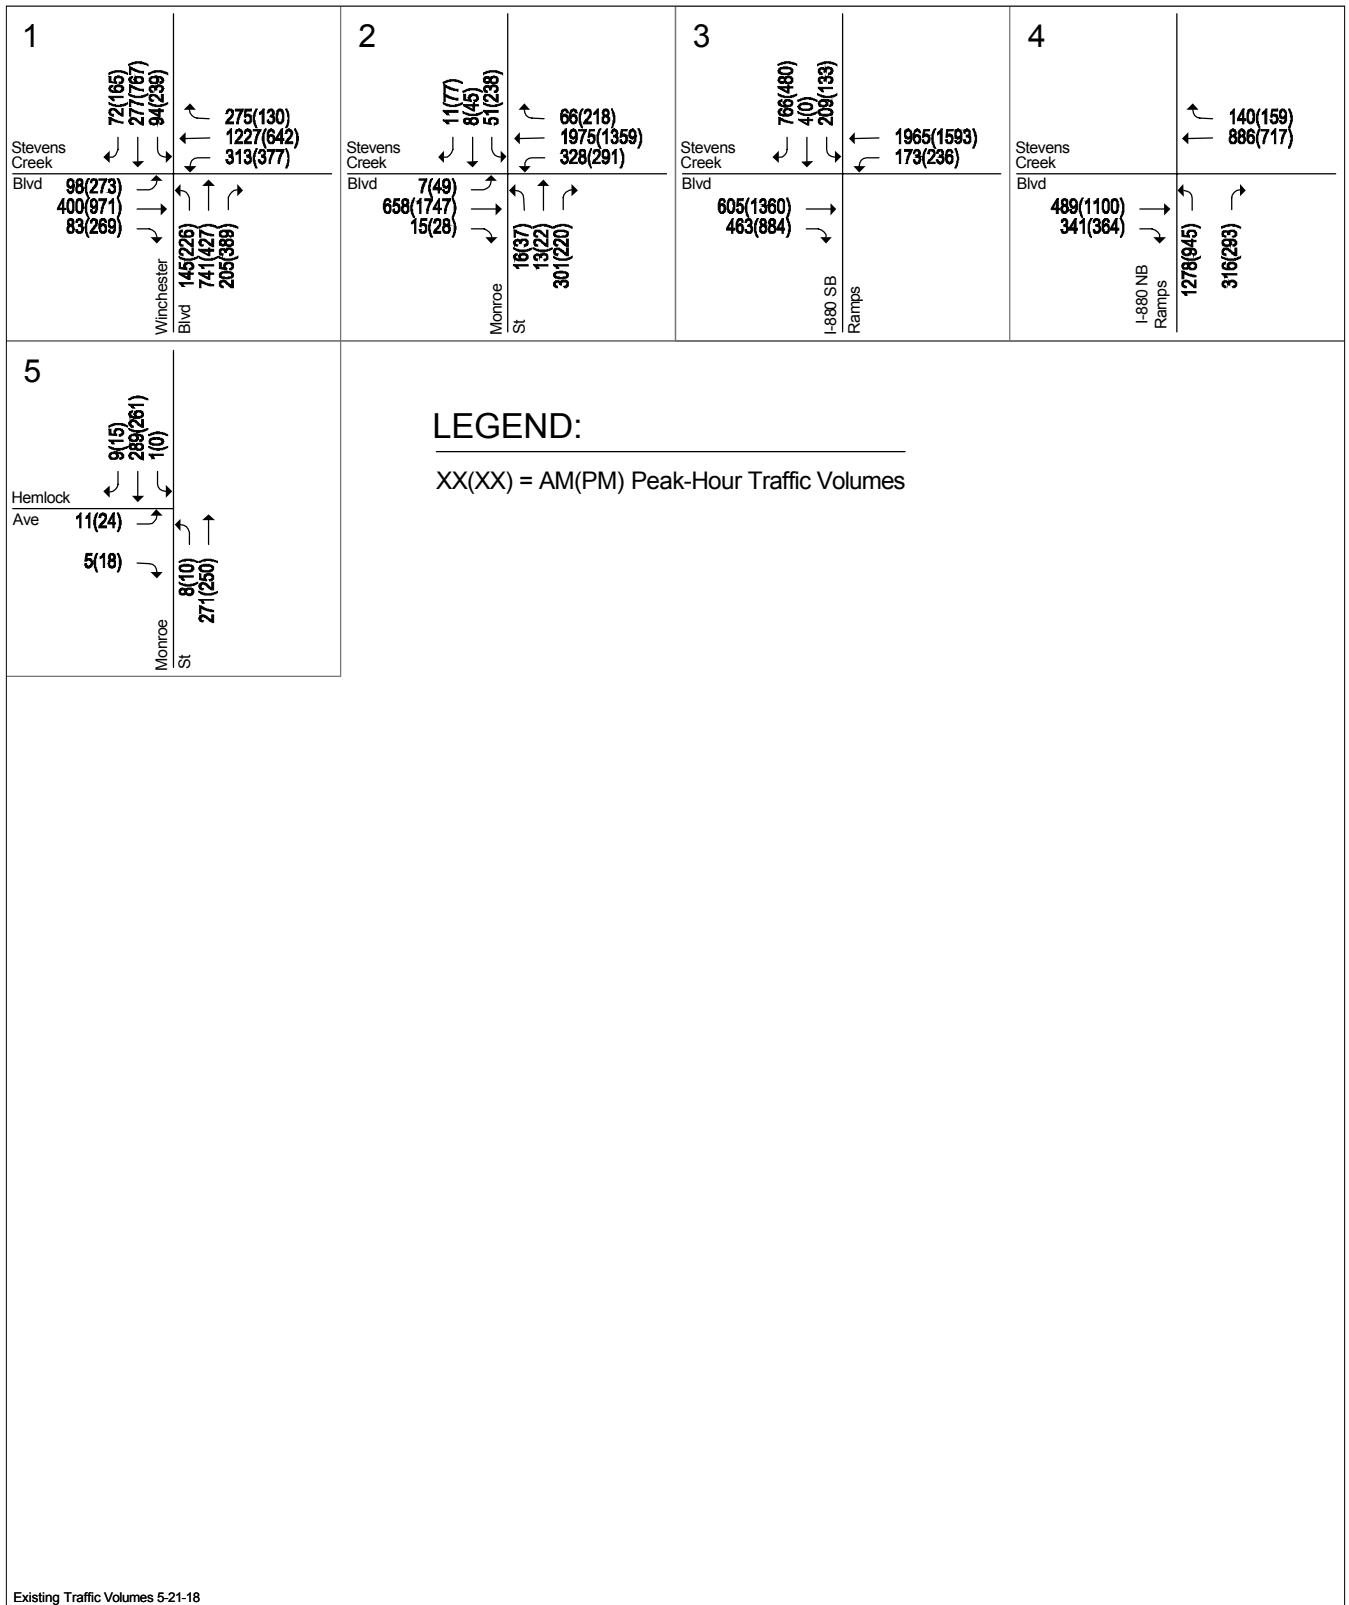 1
72(165)
277(767)
94(239)
275(130)
1227(642)
313(377)
Stevens
Creek
Blvd
98(273)
400(971)
83(269)
145(226)
741(427)
205(389)
Winchester
Blvd
2
11(77)
8(45)
51(238)
66(218)
1975(1359)
328(291)
Stevens
Creek
Blvd
7(49)
658(1747)
15(28)
16(37)
13(22)
301(220)
Monroe
St
3
766(480)
4(0)
209(133)
1965(1593)
173(236)
Stevens
Creek
Blvd
605(1360)
463(884)
I-880 SB
Ramps
4
140(159)
886(717)
Stevens
Creek
Blvd
489(1100)
341(364)
1278(945)
316(293)
I-880 NB
Ramps
5
9(15)
289(261)
1(0)
Hemlock
Ave
11(24)
5(18)
8(10)
271(250)
Monroe
St
LEGEND:
XX(XX) = AM(PM) Peak-Hour Traffic Volumes
Existing Traffic Volumes 5-21-18